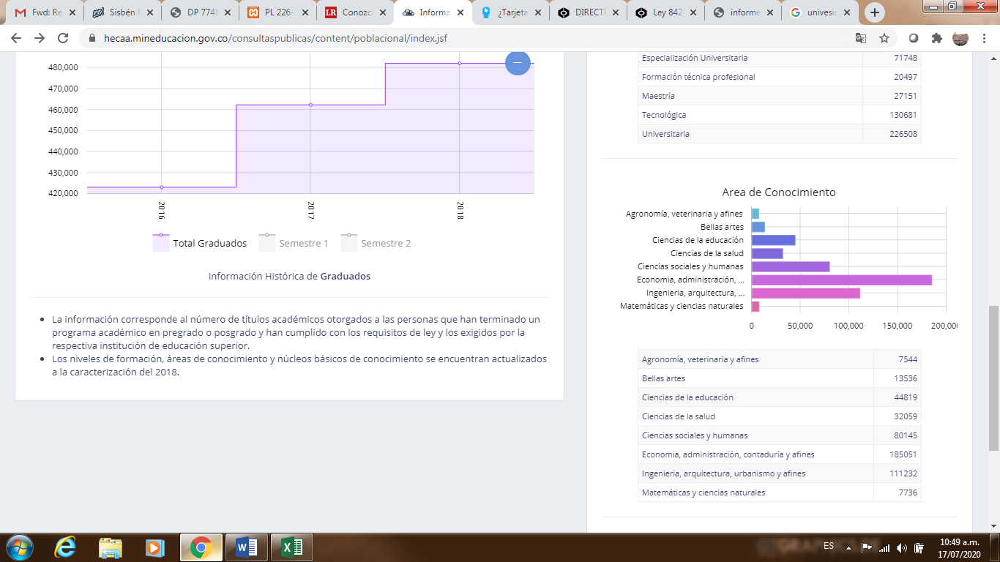 Fwd: Re
Sisbén
DP 7748
PL 226-
LR
Conozca
Informa
¿Tarjeta
DIRECT
Ley 842
informe
univesic
hecaa.mineducacion.gov.co/consultaspublicas/content/poblacional/index.jsf
480,000
470,000
460,000
450,000
440,000
430,000
420,000
2016
2017
2018
Total Graduados
Semestre 1
Semestre 2
Información Histórica de Graduados
La información corresponde al número de títulos académicos otorgados a las personas que han terminado un
programa académico en pregrado o posgrado y han cumplido con los requisitos de ley y los exigidos por la
respectiva institución de educación superior.
Los niveles de formación, áreas de conocimiento y núcleos básicos de conocimiento se encuentran actualizados
a la caracterización del 2018.
Especialización Universitaria 71748
Formación técnica profesional 20497
Maestría 27151
Tecnológica 130681
Universitaria 226508
Area de Conocimiento
Agronomía, veterinaria y afines
Bellas artes
Ciencias de la educación
Ciencias de la salud
Ciencias sociales y humanas
Economia, administración, ...
Ingenieria, arquitectura, ...
Matemáticas y ciencias naturales
0 50,000 100,000 150,000 200,00
Agronomía, veterinaria y afines 7544
Bellas artes 13536
Ciencias de la educación 44819
Ciencias de la salud 32059
Ciencias sociales y humanas 80145
Economia, administración, contaduría y afines 185051
Ingenieria, arquitectura, urbanismo y afines 111232
Matemáticas y ciencias naturales 7736
ES
10:49 a.m.
17/07/2020